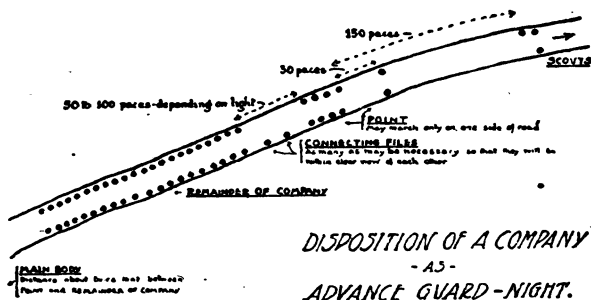 150 paces
SCOUTS
30 paces
50 to 100 paces-depending on light
POINT
May march only on one side of road
CONNECTING FILES
As many as may be necessary so that they will be
within clear view of each other
REMAINDER OF COMPANY
MAIN BODY
Distance about twice that between
Point and REMAINDER OF COMPANY
DISPOSITION OF A COMPANY
- AS -
ADVANCE GUARD - NIGHT.